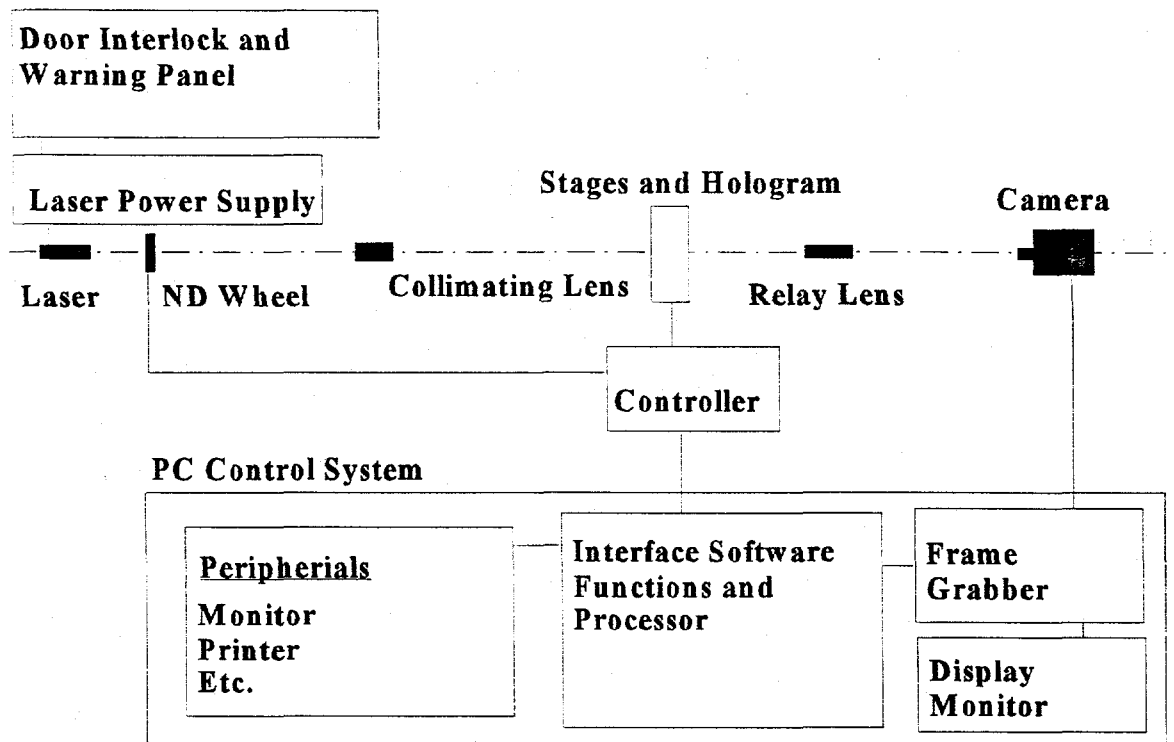 Door Interlock and
Warning Panel
Laser Power Supply
Stages and Hologram
Camera
Laser
ND Wheel
Collimating Lens
Relay Lens
Controller
PC Control System
Peripherials
Monitor
Printer
Etc.
Interface Software
Functions and
Processor
Frame
Grabber
Display
Monitor